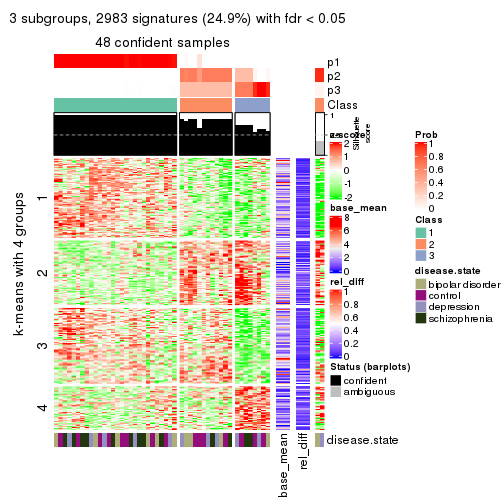 3 subgroups, 2983 signatures (24.9%) with fdr < 0.05
48 confident samples
p1
p2
p3
Class
1
Silhouette
score
k-means with 4 groups
1
2
3
4
z-score
2
1
0
-1
-2
base_mean
8
6
4
2
0
rel_diff
1
0.8
0.6
0.4
0.2
0
Status (barplots)
confident
ambiguous
Prob
1
0.8
0.6
0.4
0.2
0
Class
1
2
3
disease.state
bipolar disorder
control
depression
schizophrenia
disease.state
base_mean
rel_diff